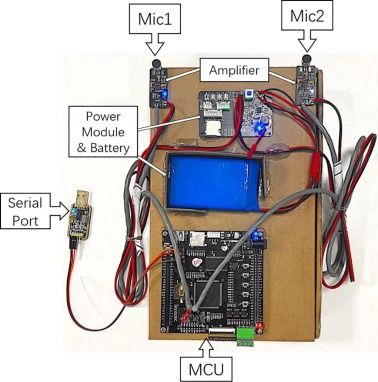 Mic1
Mic2
Amplifier
Power
Module
& Battery
Serial
Port
MCU